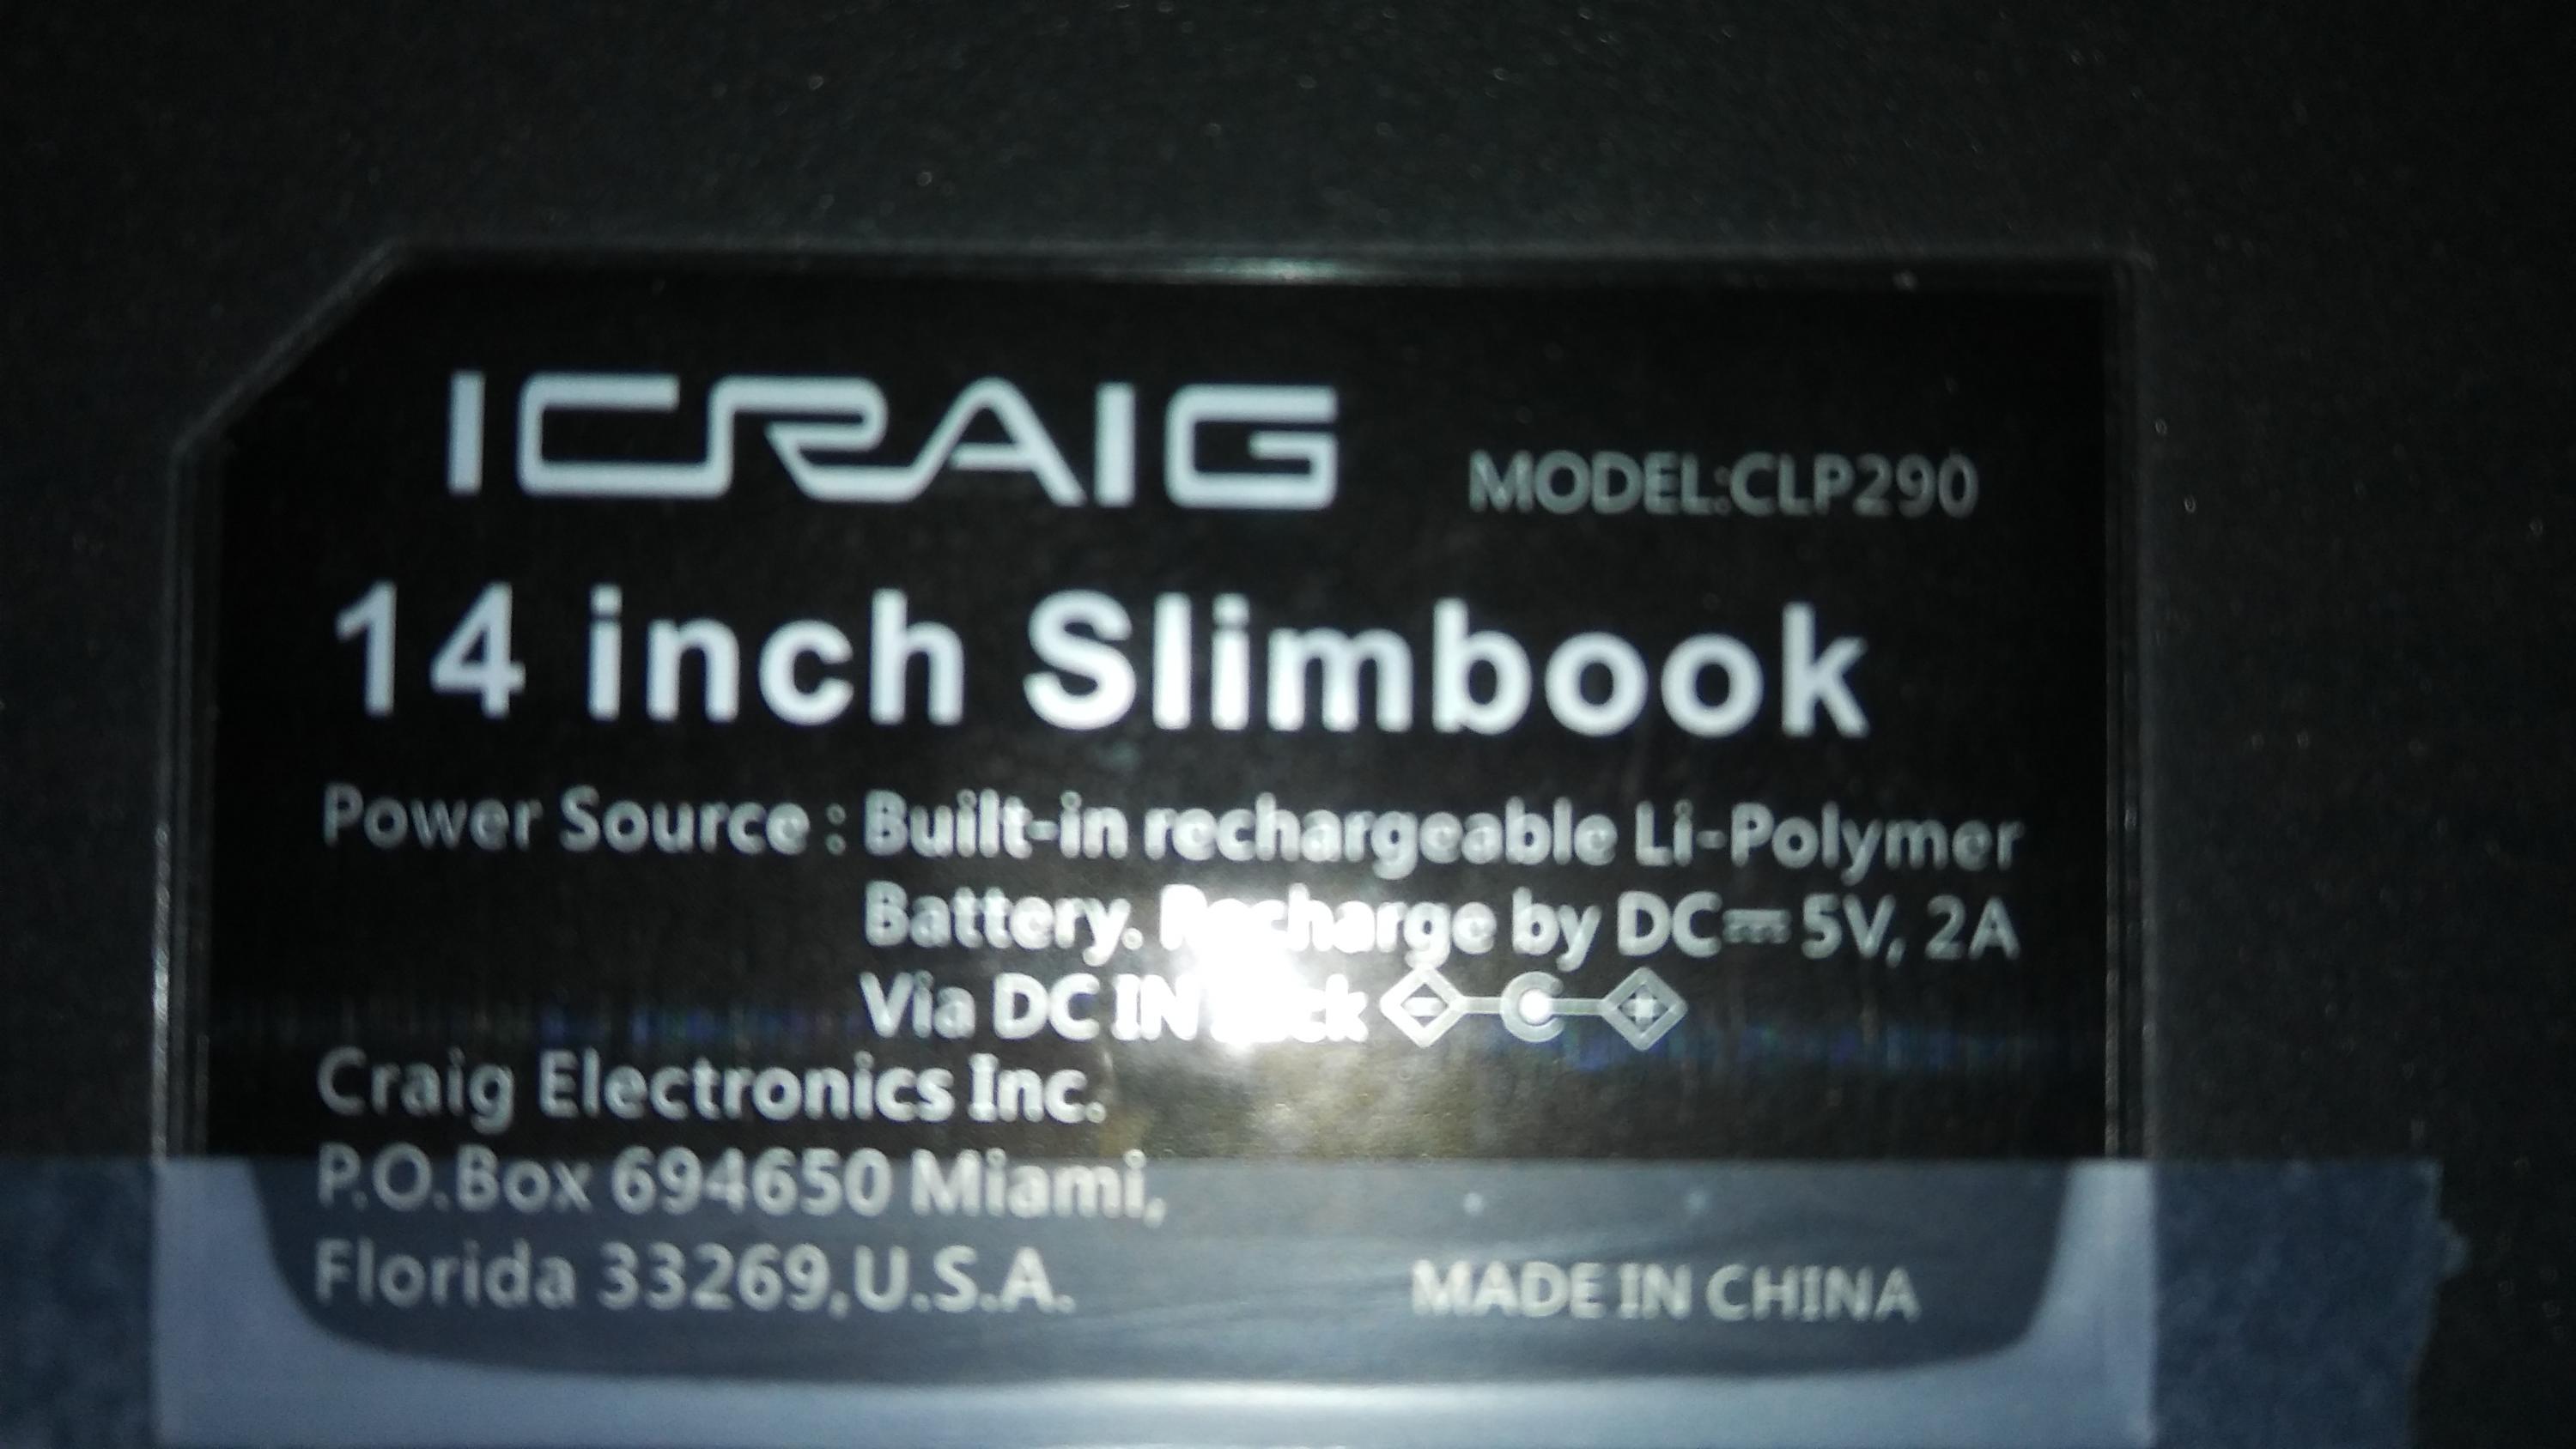 ICRAIG MODEL:CLP290
14 inch Slimbook
Power Source : Built-in rechargeable Li-Polymer
Battery. Recharge by DC⎓5V, 2A
Via DC IN
Craig Electronics Inc.
P.O.Box 694650 Miami,
Florida 33269,U.S.A.
MADE IN CHINA